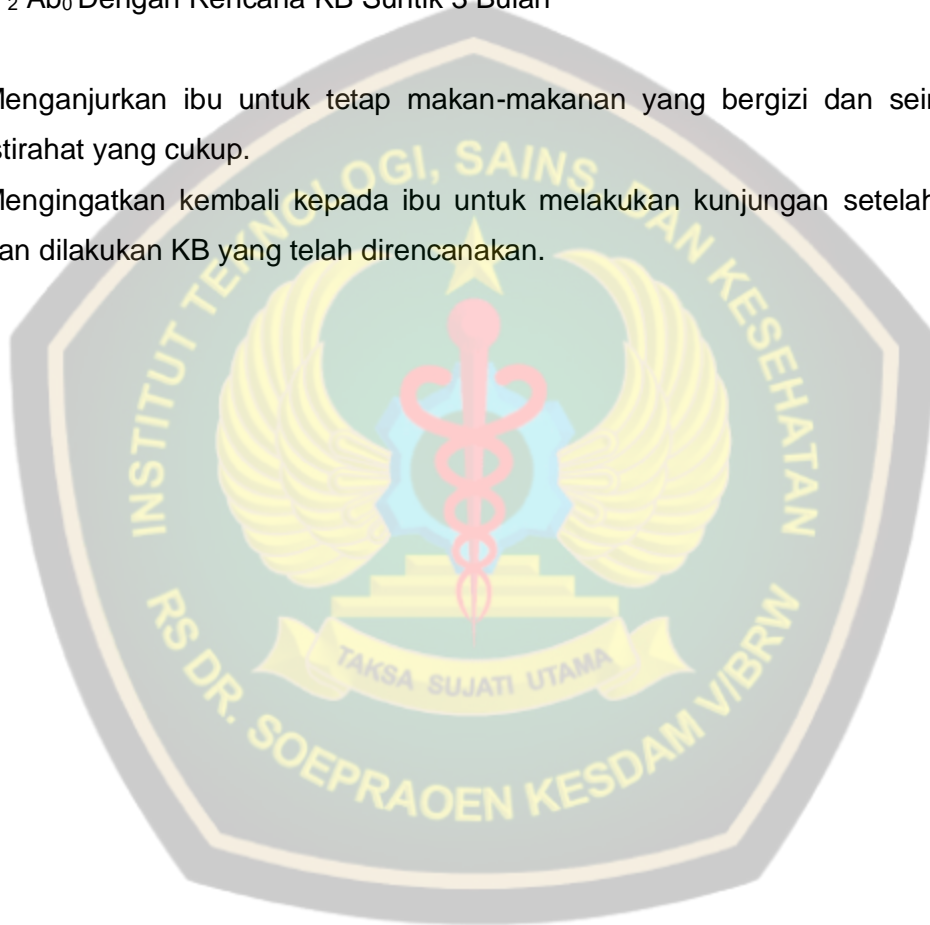 ₂ Ab₀ Dengan Rencana KB Suntik 3 Bulan
Menganjurkan ibu untuk tetap makan-makanan yang bergizi dan
stirahat yang cukup.
Mengingatkan kembali kepada ibu untuk melakukan kunjungan setelah
an dilakukan KB yang telah direncanakan.
INSTITUT TEKNOLOGI, SAINS, DAN KESEHATAN
TAKSA SUJATI UTAMA
RS DR. SOEPRAOEN KESDAM V/BRW